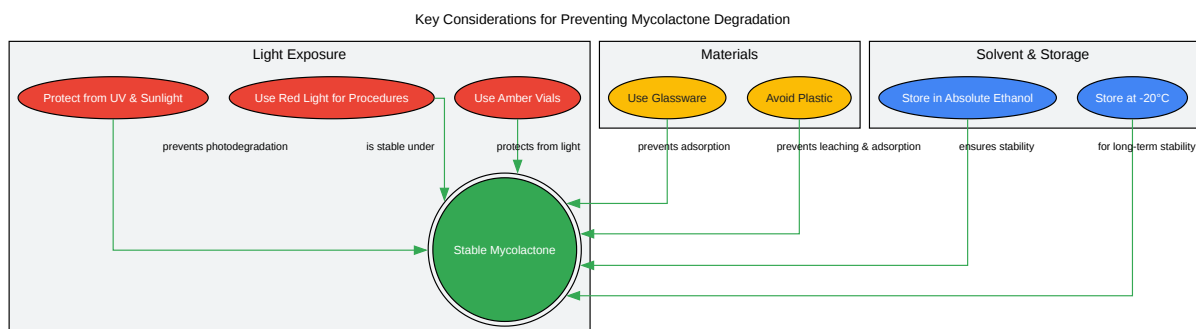 Key Considerations for Preventing Mycolactone Degradation
Light Exposure
Materials
Solvent & Storage
Protect from UV & Sunlight
Use Red Light for Procedures
Use Amber Vials
Use Glassware
Avoid Plastic
Store in Absolute Ethanol
Store at -20°C
prevents photodegradation
is stable under
protects from light
prevents adsorption
prevents leaching & adsorption
ensures stability
for long-term stability
Stable Mycolactone